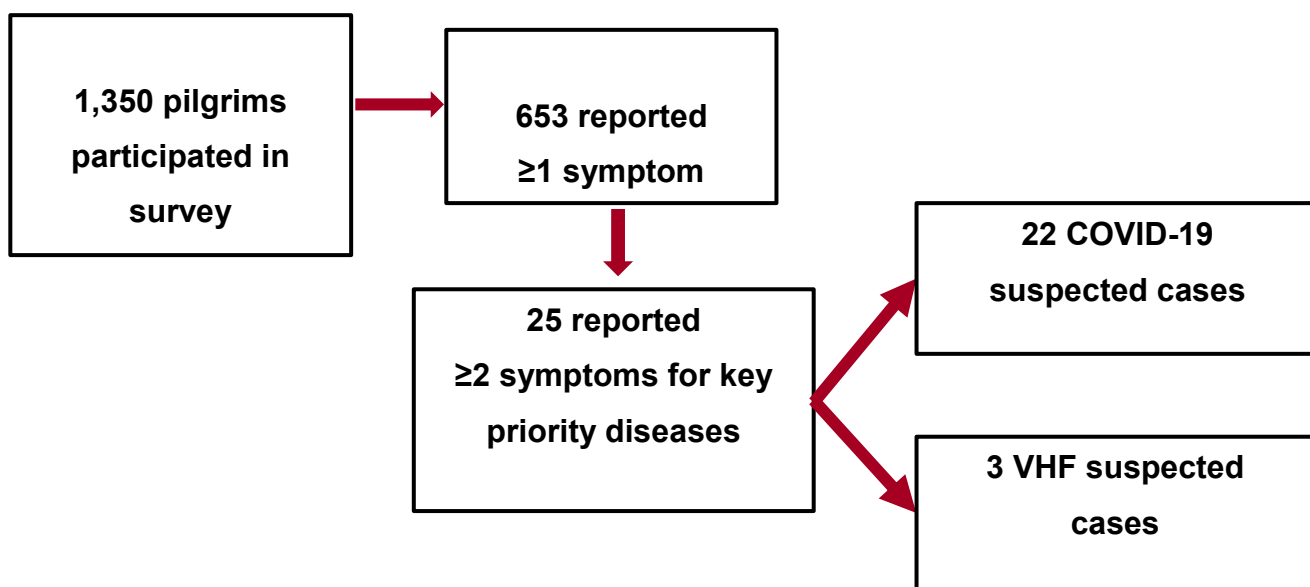 1,350 pilgrims
participated in
survey
653 reported
≥1 symptom
25 reported
≥2 symptoms for key
priority diseases
22 COVID-19
suspected cases
3 VHF suspected
cases